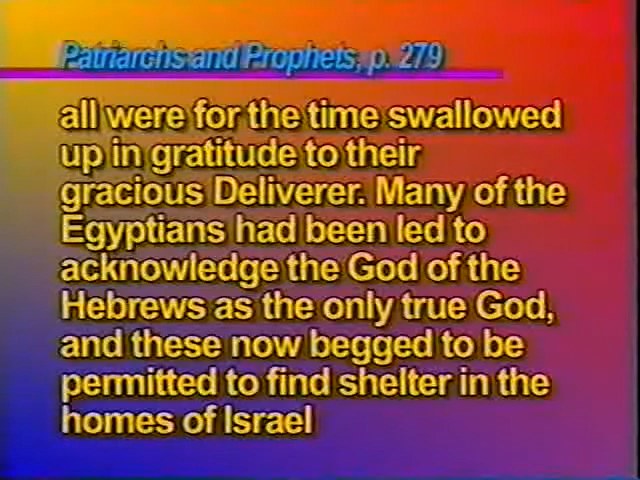 Patriarchs and Prophets, p. 279
all were for the time swallowed
up in gratitude to their
gracious Deliverer. Many of the
Egyptians had been led to
acknowledge the God of the
Hebrews as the only true God,
and these now begged to be
permitted to find shelter in the
homes of Israel